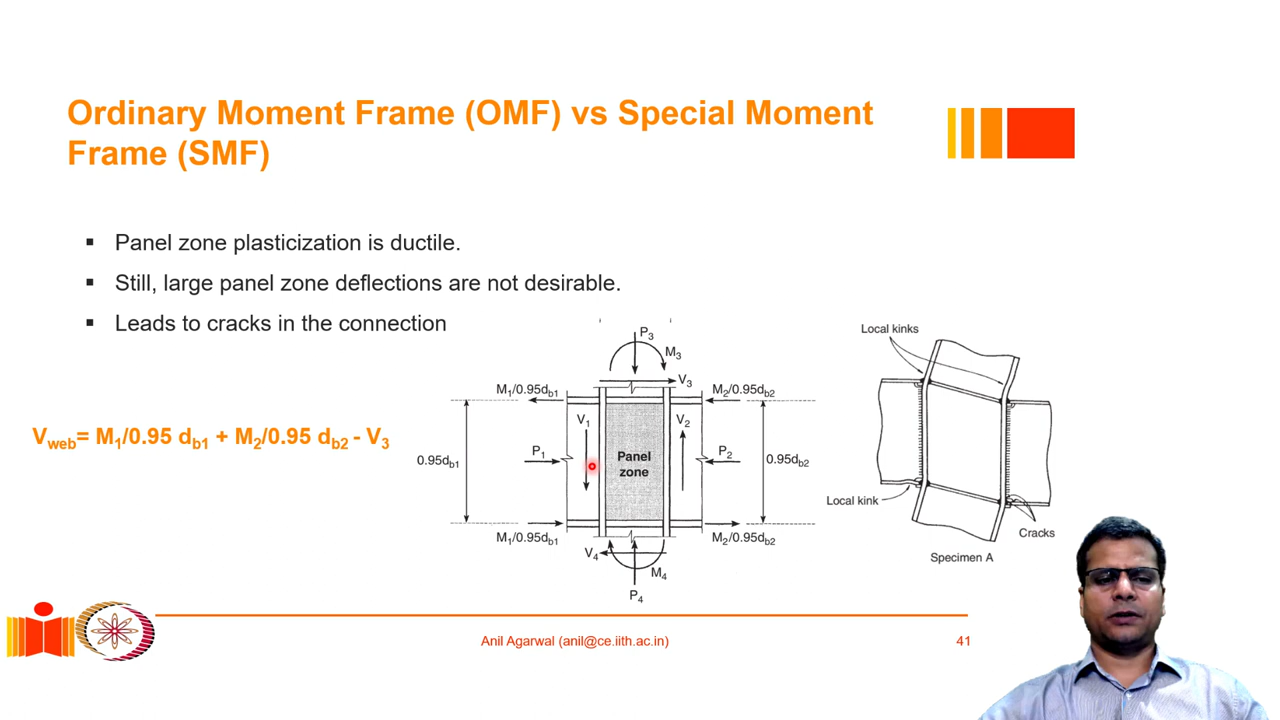 Ordinary Moment Frame (OMF) vs Special Moment
Frame (SMF)
▪ Panel zone plasticization is ductile.
▪ Still, large panel zone deflections are not desirable.
▪ Leads to cracks in the connection
Vweb= M1/0.95 db1 + M2/0.95 db2 - V3
P3
M3
V3
M1/0.95db1
M2/0.95db2
V1
V2
P1
P2
Panel
zone
0.95db1
0.95db2
M1/0.95db1
M2/0.95db2
V4
M4
P4
Local kinks
Local kink
Cracks
Specimen A
Anil Agarwal (anil@ce.iith.ac.in)
41